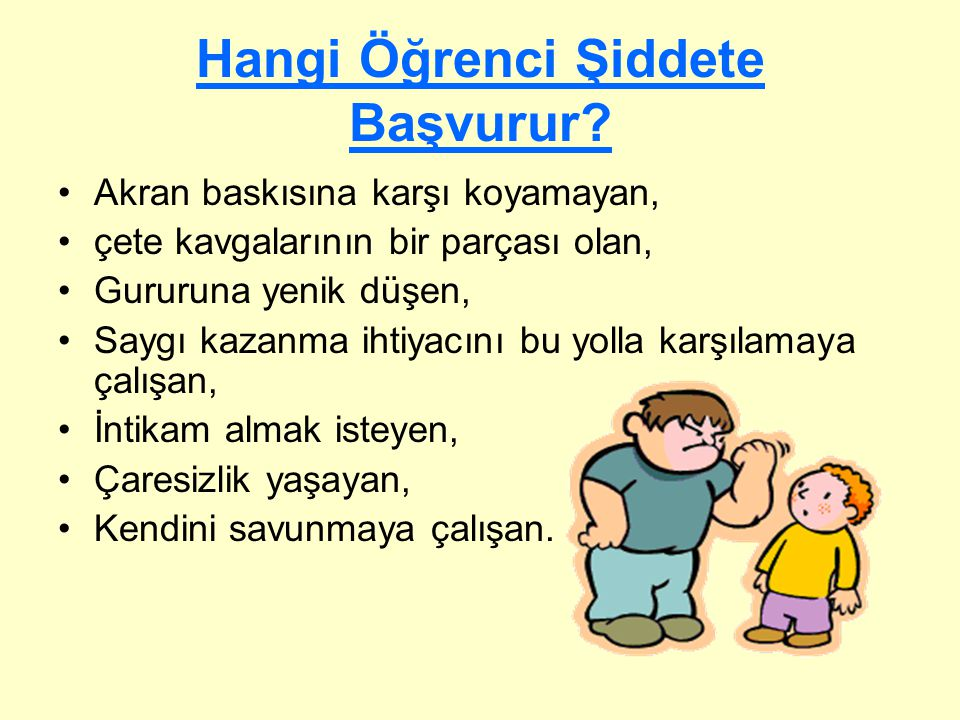 Hangi Öğrenci Şiddete
Başvurur?
• Akran baskısına karşı koyamayan,
• çete kavgalarının bir parçası olan,
• Gururuna yenik düşen,
• Saygı kazanma ihtiyacını bu yolla karşılamaya
çalışan,
• İntikam almak isteyen,
• Çaresizlik yaşayan,
• Kendini savunmaya çalışan.